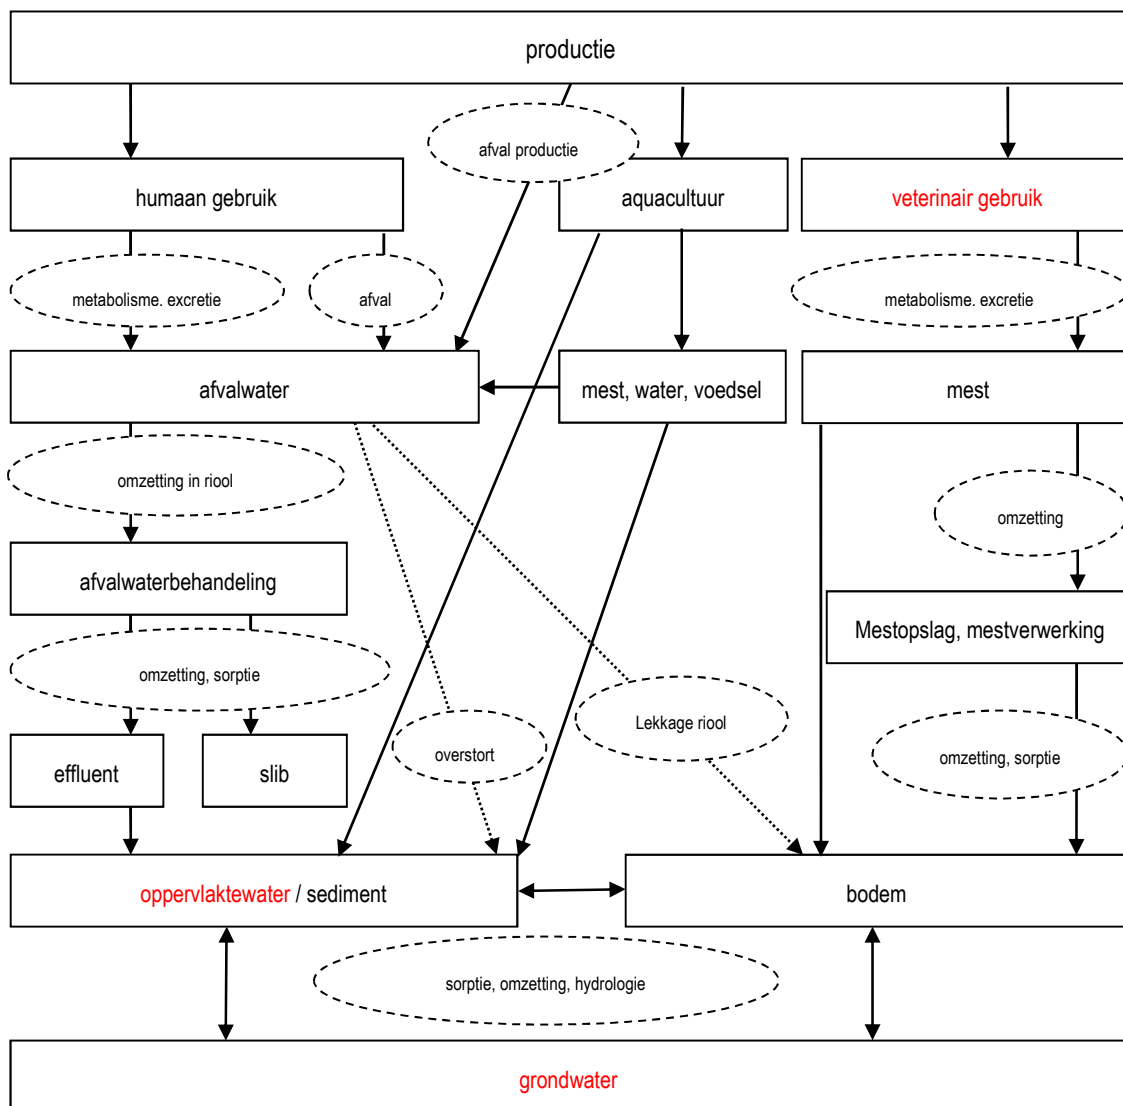 productie
afval productie
humaan gebruik
aquacultuur
veterinair gebruik
metabolisme. excretie
afval
metabolisme. excretie
afvalwater
mest, water, voedsel
mest
omzetting in riool
omzetting
afvalwaterbehandeling
Mestopslag, mestverwerking
omzetting, sorptie
Lekkage riool
overstort
omzetting, sorptie
effluent
slib
oppervlaktewater / sediment
bodem
sorptie, omzetting, hydrologie
grondwater